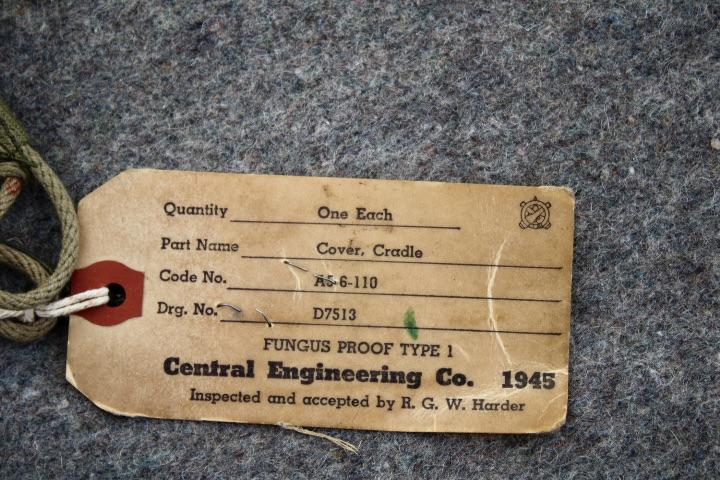 Quantity One Each
Part Name Cover, Cradle
Code No. A5-6-110
Drg. No. D7513
FUNGUS PROOF TYPE 1
Central Engineering Co. 1945
Inspected and accepted by R. G. W. Harder